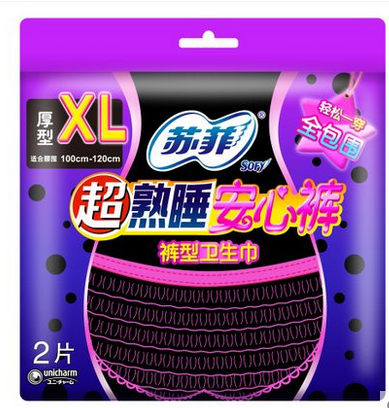 厚型
XL
适合腰围 100cm-120cm
苏菲®
SOFY
轻松一穿
全包围
超熟睡安心裤
裤型卫生巾
2片
unicharm
ユニ・チャーム